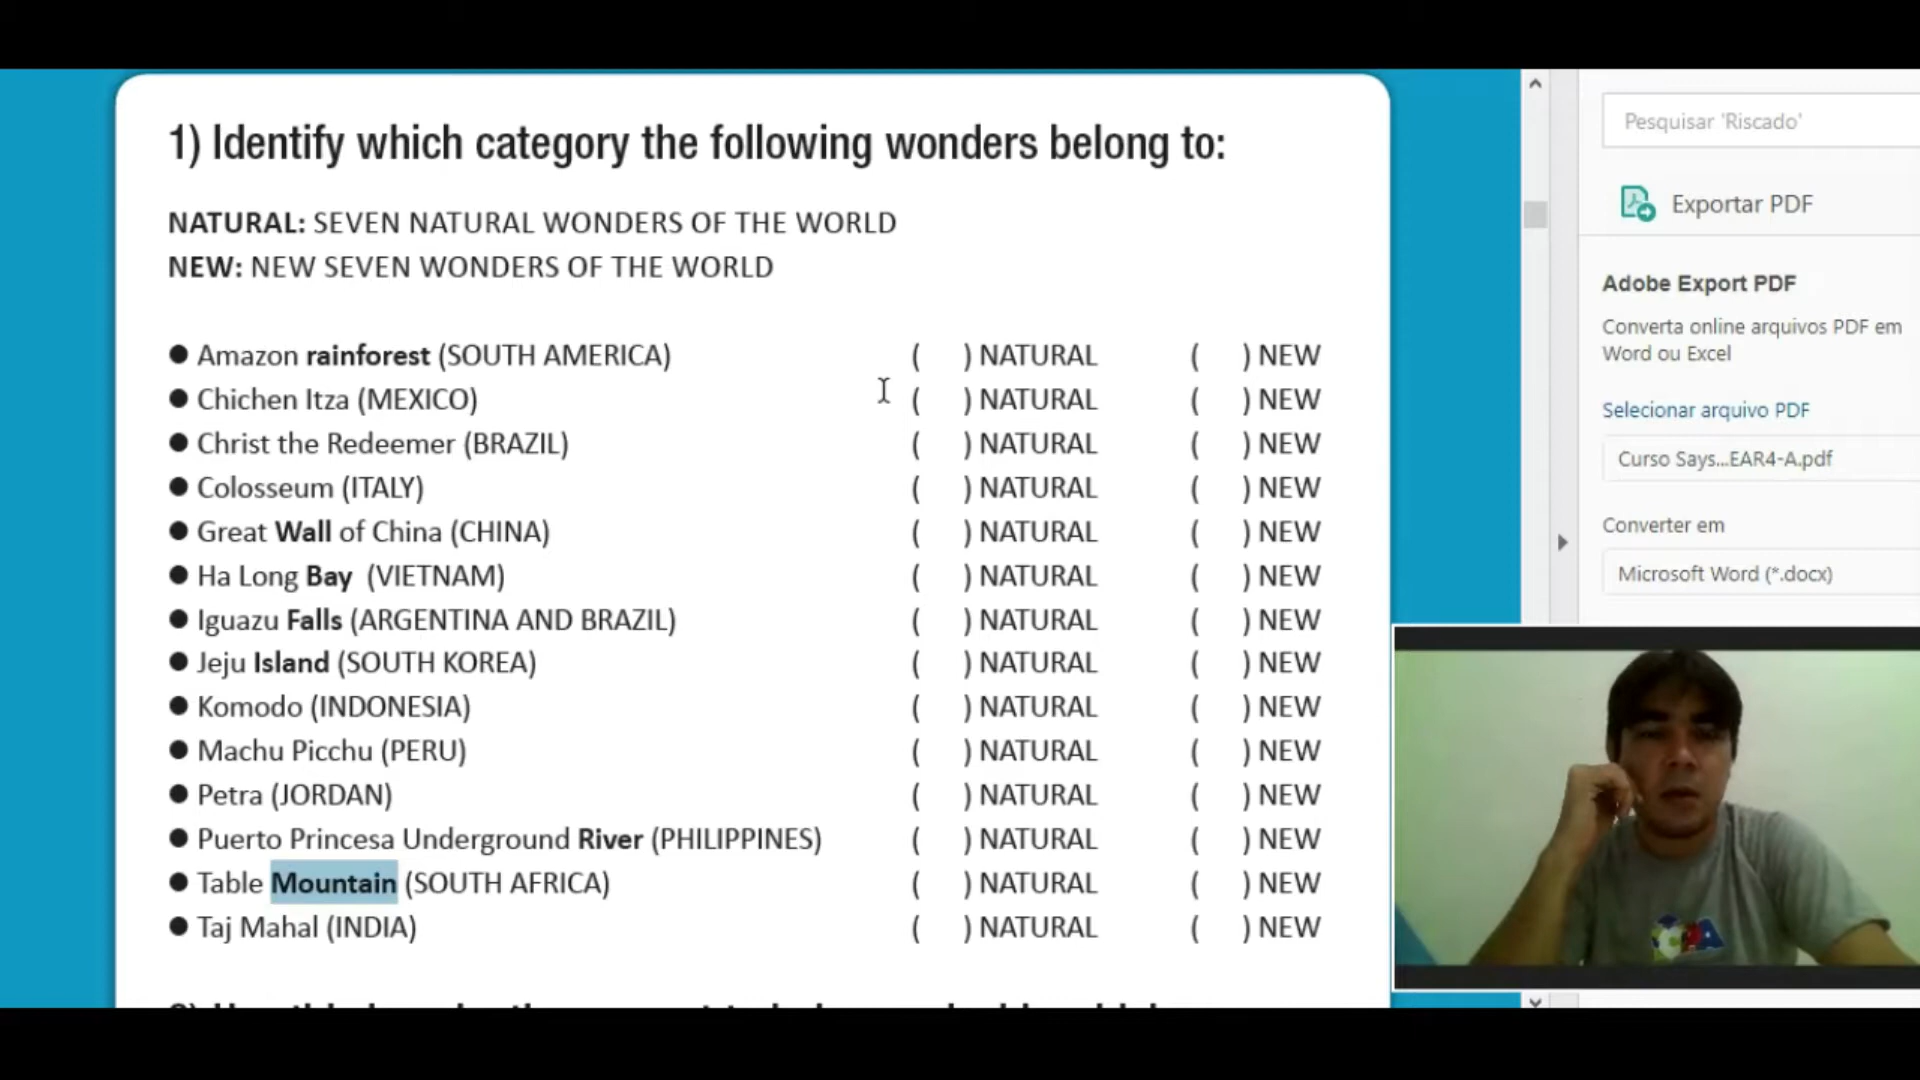 1) Identify which category the following wonders belong to:
NATURAL: SEVEN NATURAL WONDERS OF THE WORLD
NEW: NEW SEVEN WONDERS OF THE WORLD
● Amazon rainforest (SOUTH AMERICA) (   ) NATURAL (   ) NEW
● Chichen Itza (MEXICO) (   ) NATURAL (   ) NEW
● Christ the Redeemer (BRAZIL) (   ) NATURAL (   ) NEW
● Colosseum (ITALY) (   ) NATURAL (   ) NEW
● Great Wall of China (CHINA) (   ) NATURAL (   ) NEW
● Ha Long Bay (VIETNAM) (   ) NATURAL (   ) NEW
● Iguazu Falls (ARGENTINA AND BRAZIL) (   ) NATURAL (   ) NEW
● Jeju Island (SOUTH KOREA) (   ) NATURAL (   ) NEW
● Komodo (INDONESIA) (   ) NATURAL (   ) NEW
● Machu Picchu (PERU) (   ) NATURAL (   ) NEW
● Petra (JORDAN) (   ) NATURAL (   ) NEW
● Puerto Princesa Underground River (PHILIPPINES) (   ) NATURAL (   ) NEW
● Table Mountain (SOUTH AFRICA) (   ) NATURAL (   ) NEW
● Taj Mahal (INDIA) (   ) NATURAL (   ) NEW
Pesquisar 'Riscado'
Exportar PDF
Adobe Export PDF
Converta online arquivos PDF em
Word ou Excel
Selecionar arquivo PDF
Curso Says...EAR4-A.pdf
Converter em
Microsoft Word (*.docx)